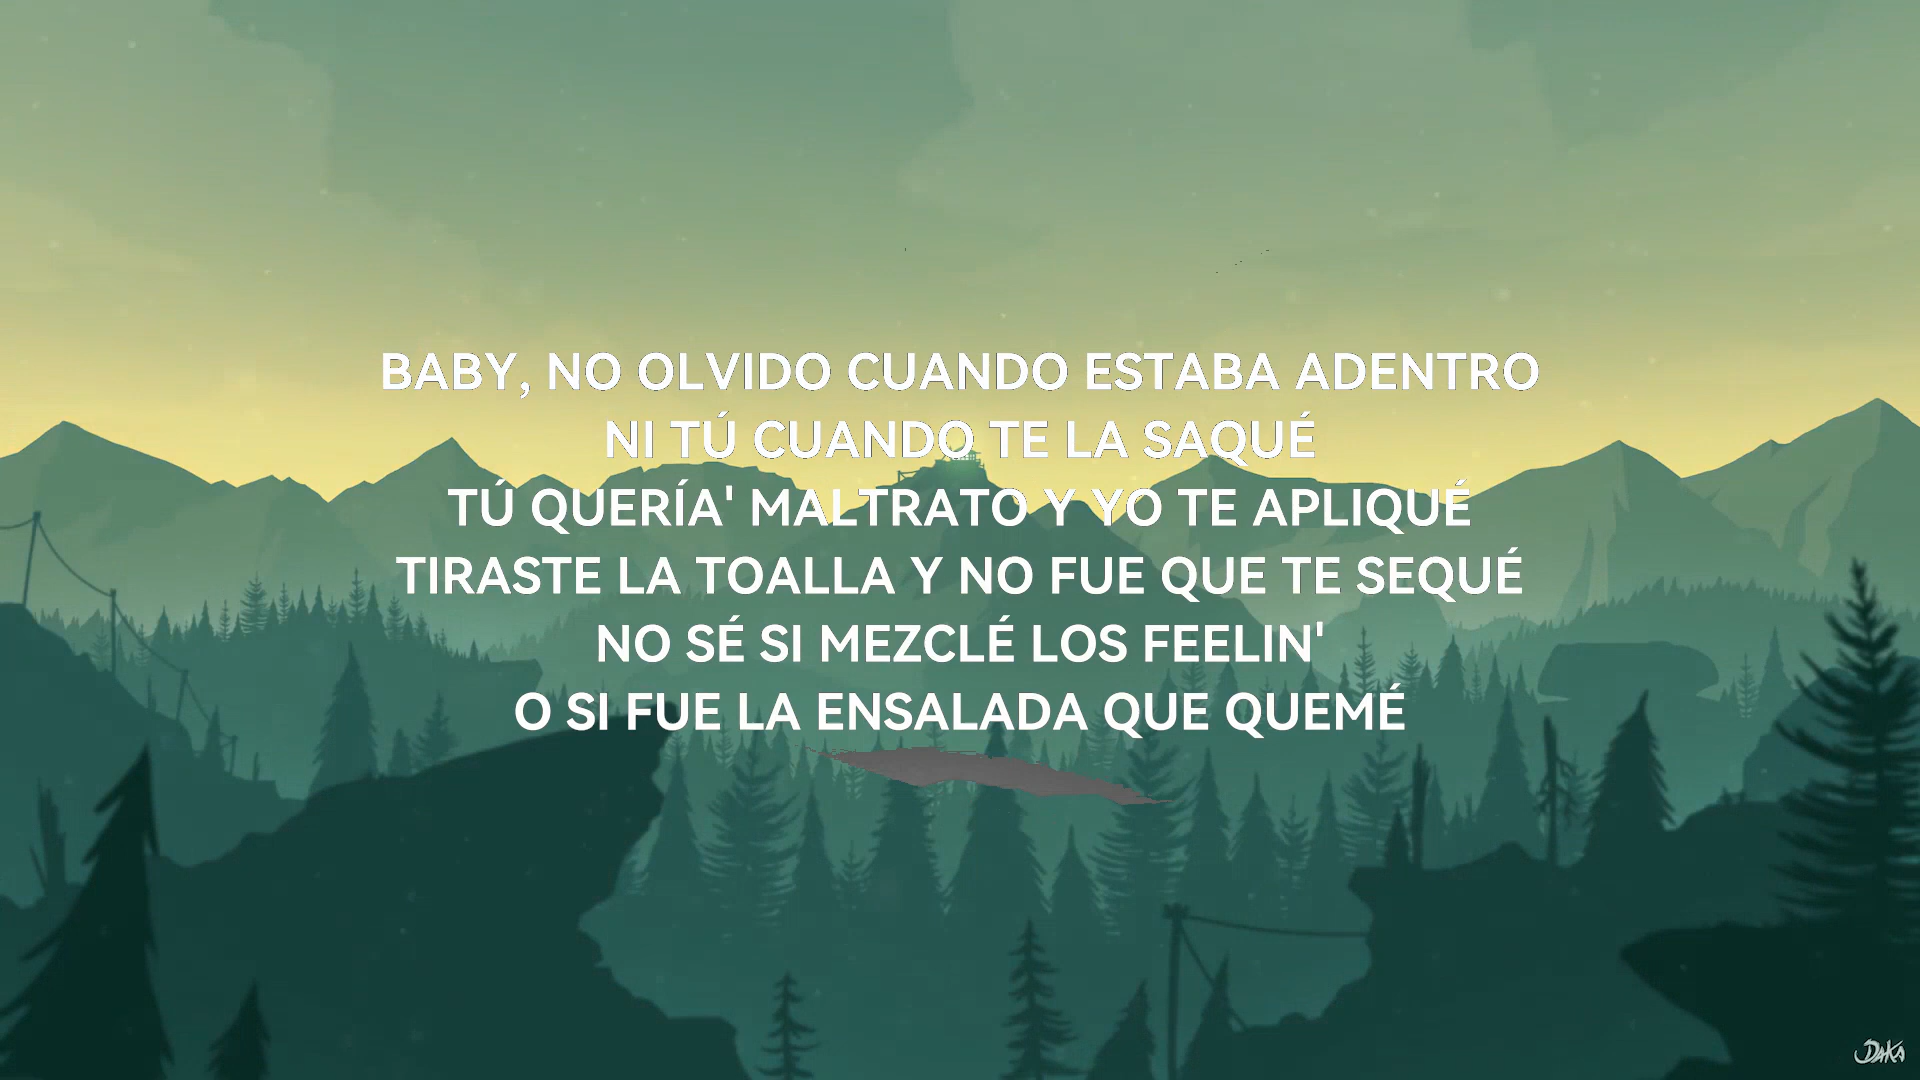 BABY, NO OLVIDO CUANDO ESTABA ADENTRO
NI TÚ CUANDO TE LA SAQUÉ
TÚ QUERÍA' MALTRATO Y YO TE APLIQUÉ
TIRASTE LA TOALLA Y NO FUE QUE TE SEQUÉ
NO SÉ SI MEZCLÉ LOS FEELIN'
O SI FUE LA ENSALADA QUE QUEMÉ
DAKA